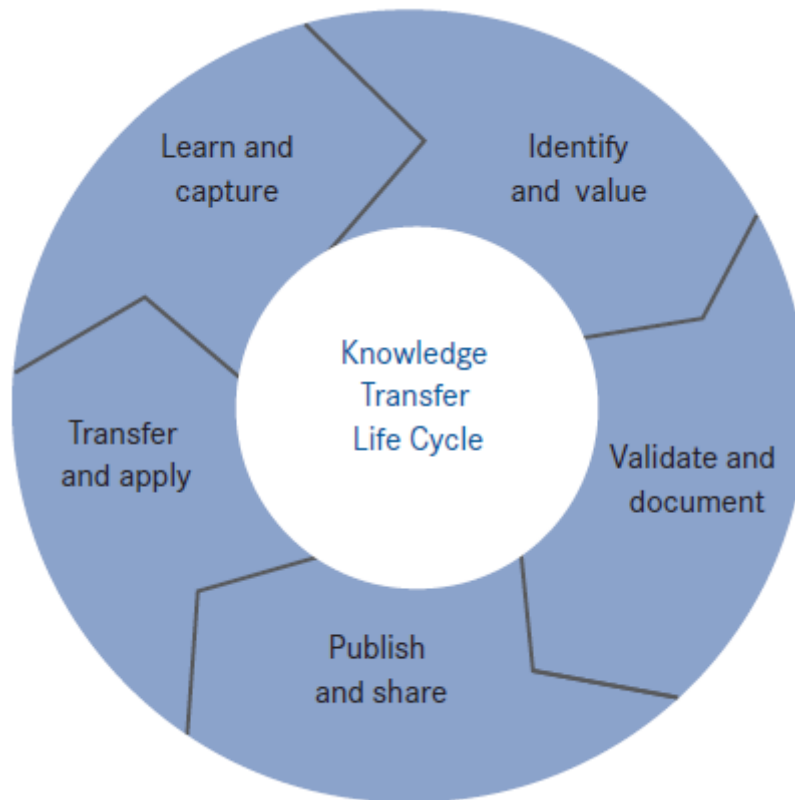 Learn and
capture
Identify
and value
Knowledge
Transfer
Life Cycle
Transfer
and apply
Validate and
document
Publish
and share